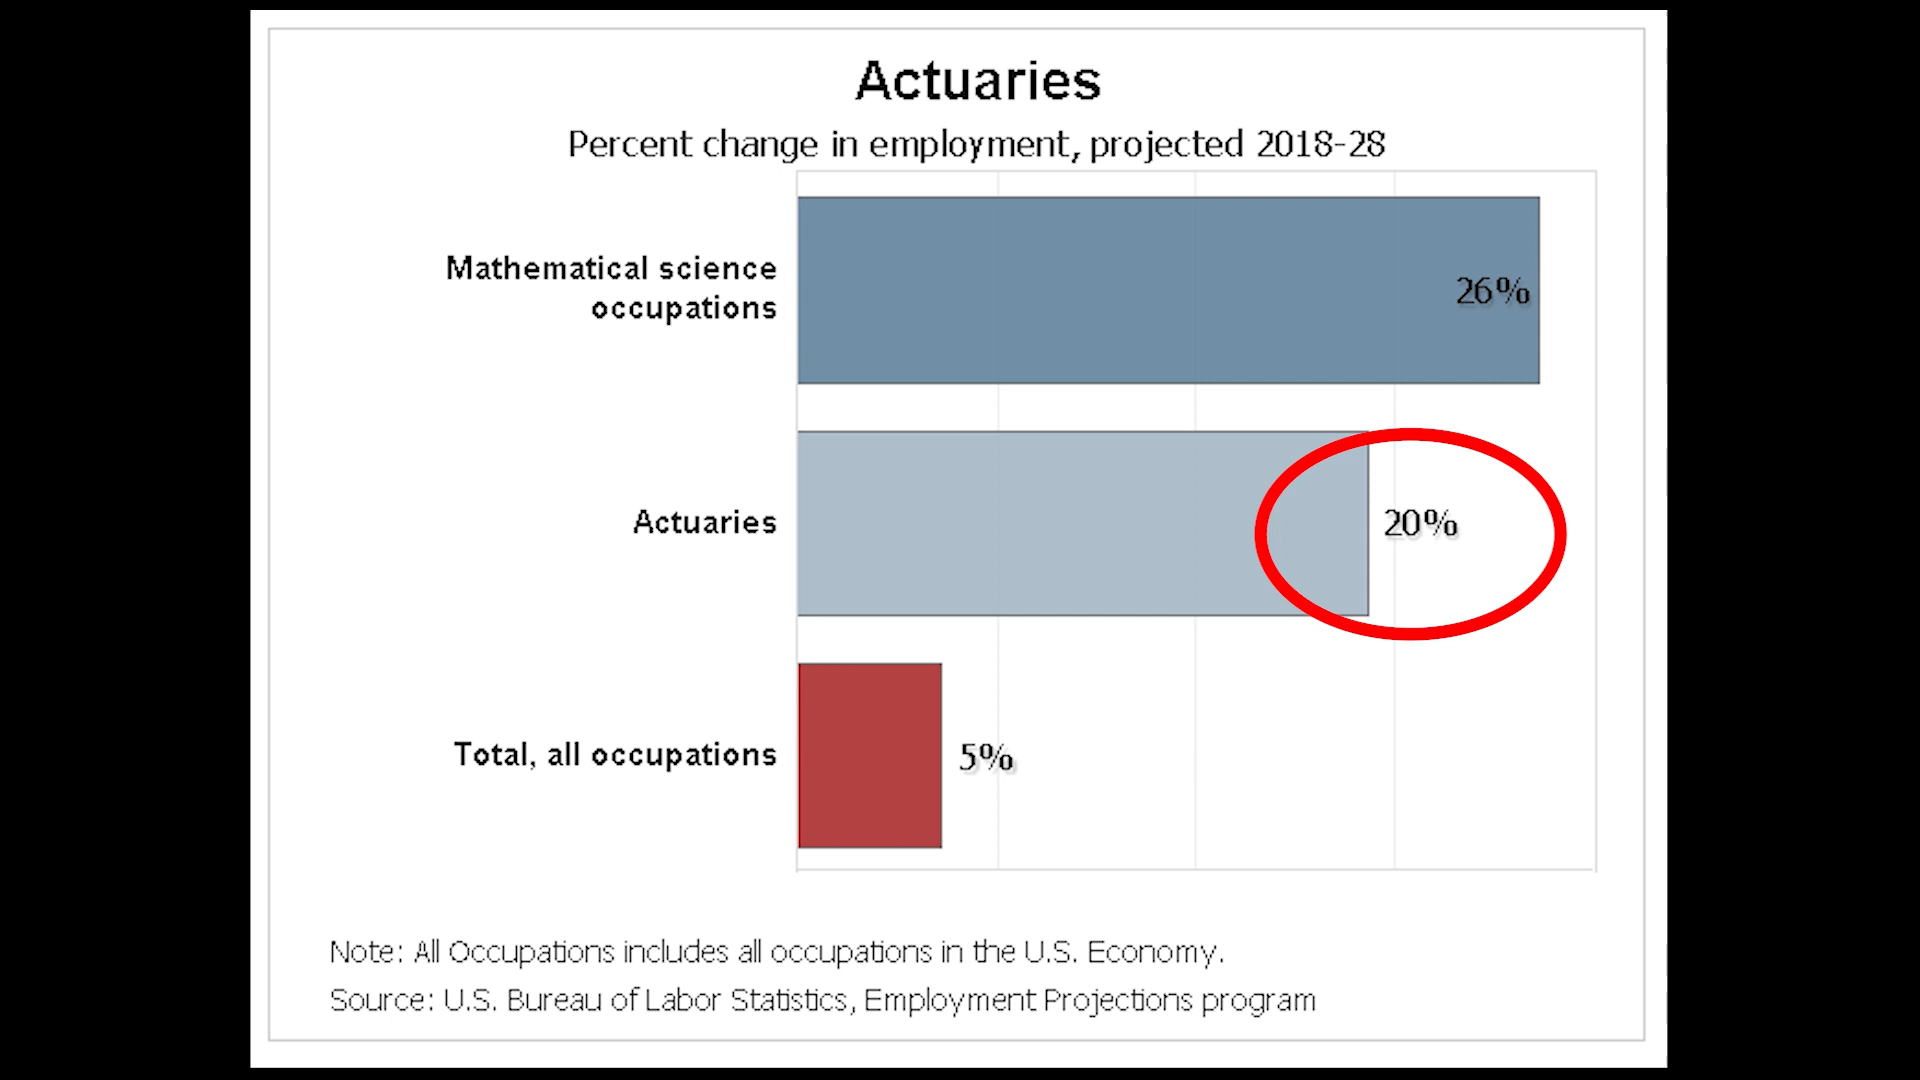 Actuaries
Percent change in employment, projected 2018-28
Mathematical science
occupations
26%
Actuaries
20%
Total, all occupations
5%
Note: All Occupations includes all occupations in the U.S. Economy.
Source: U.S. Bureau of Labor Statistics, Employment Projections program